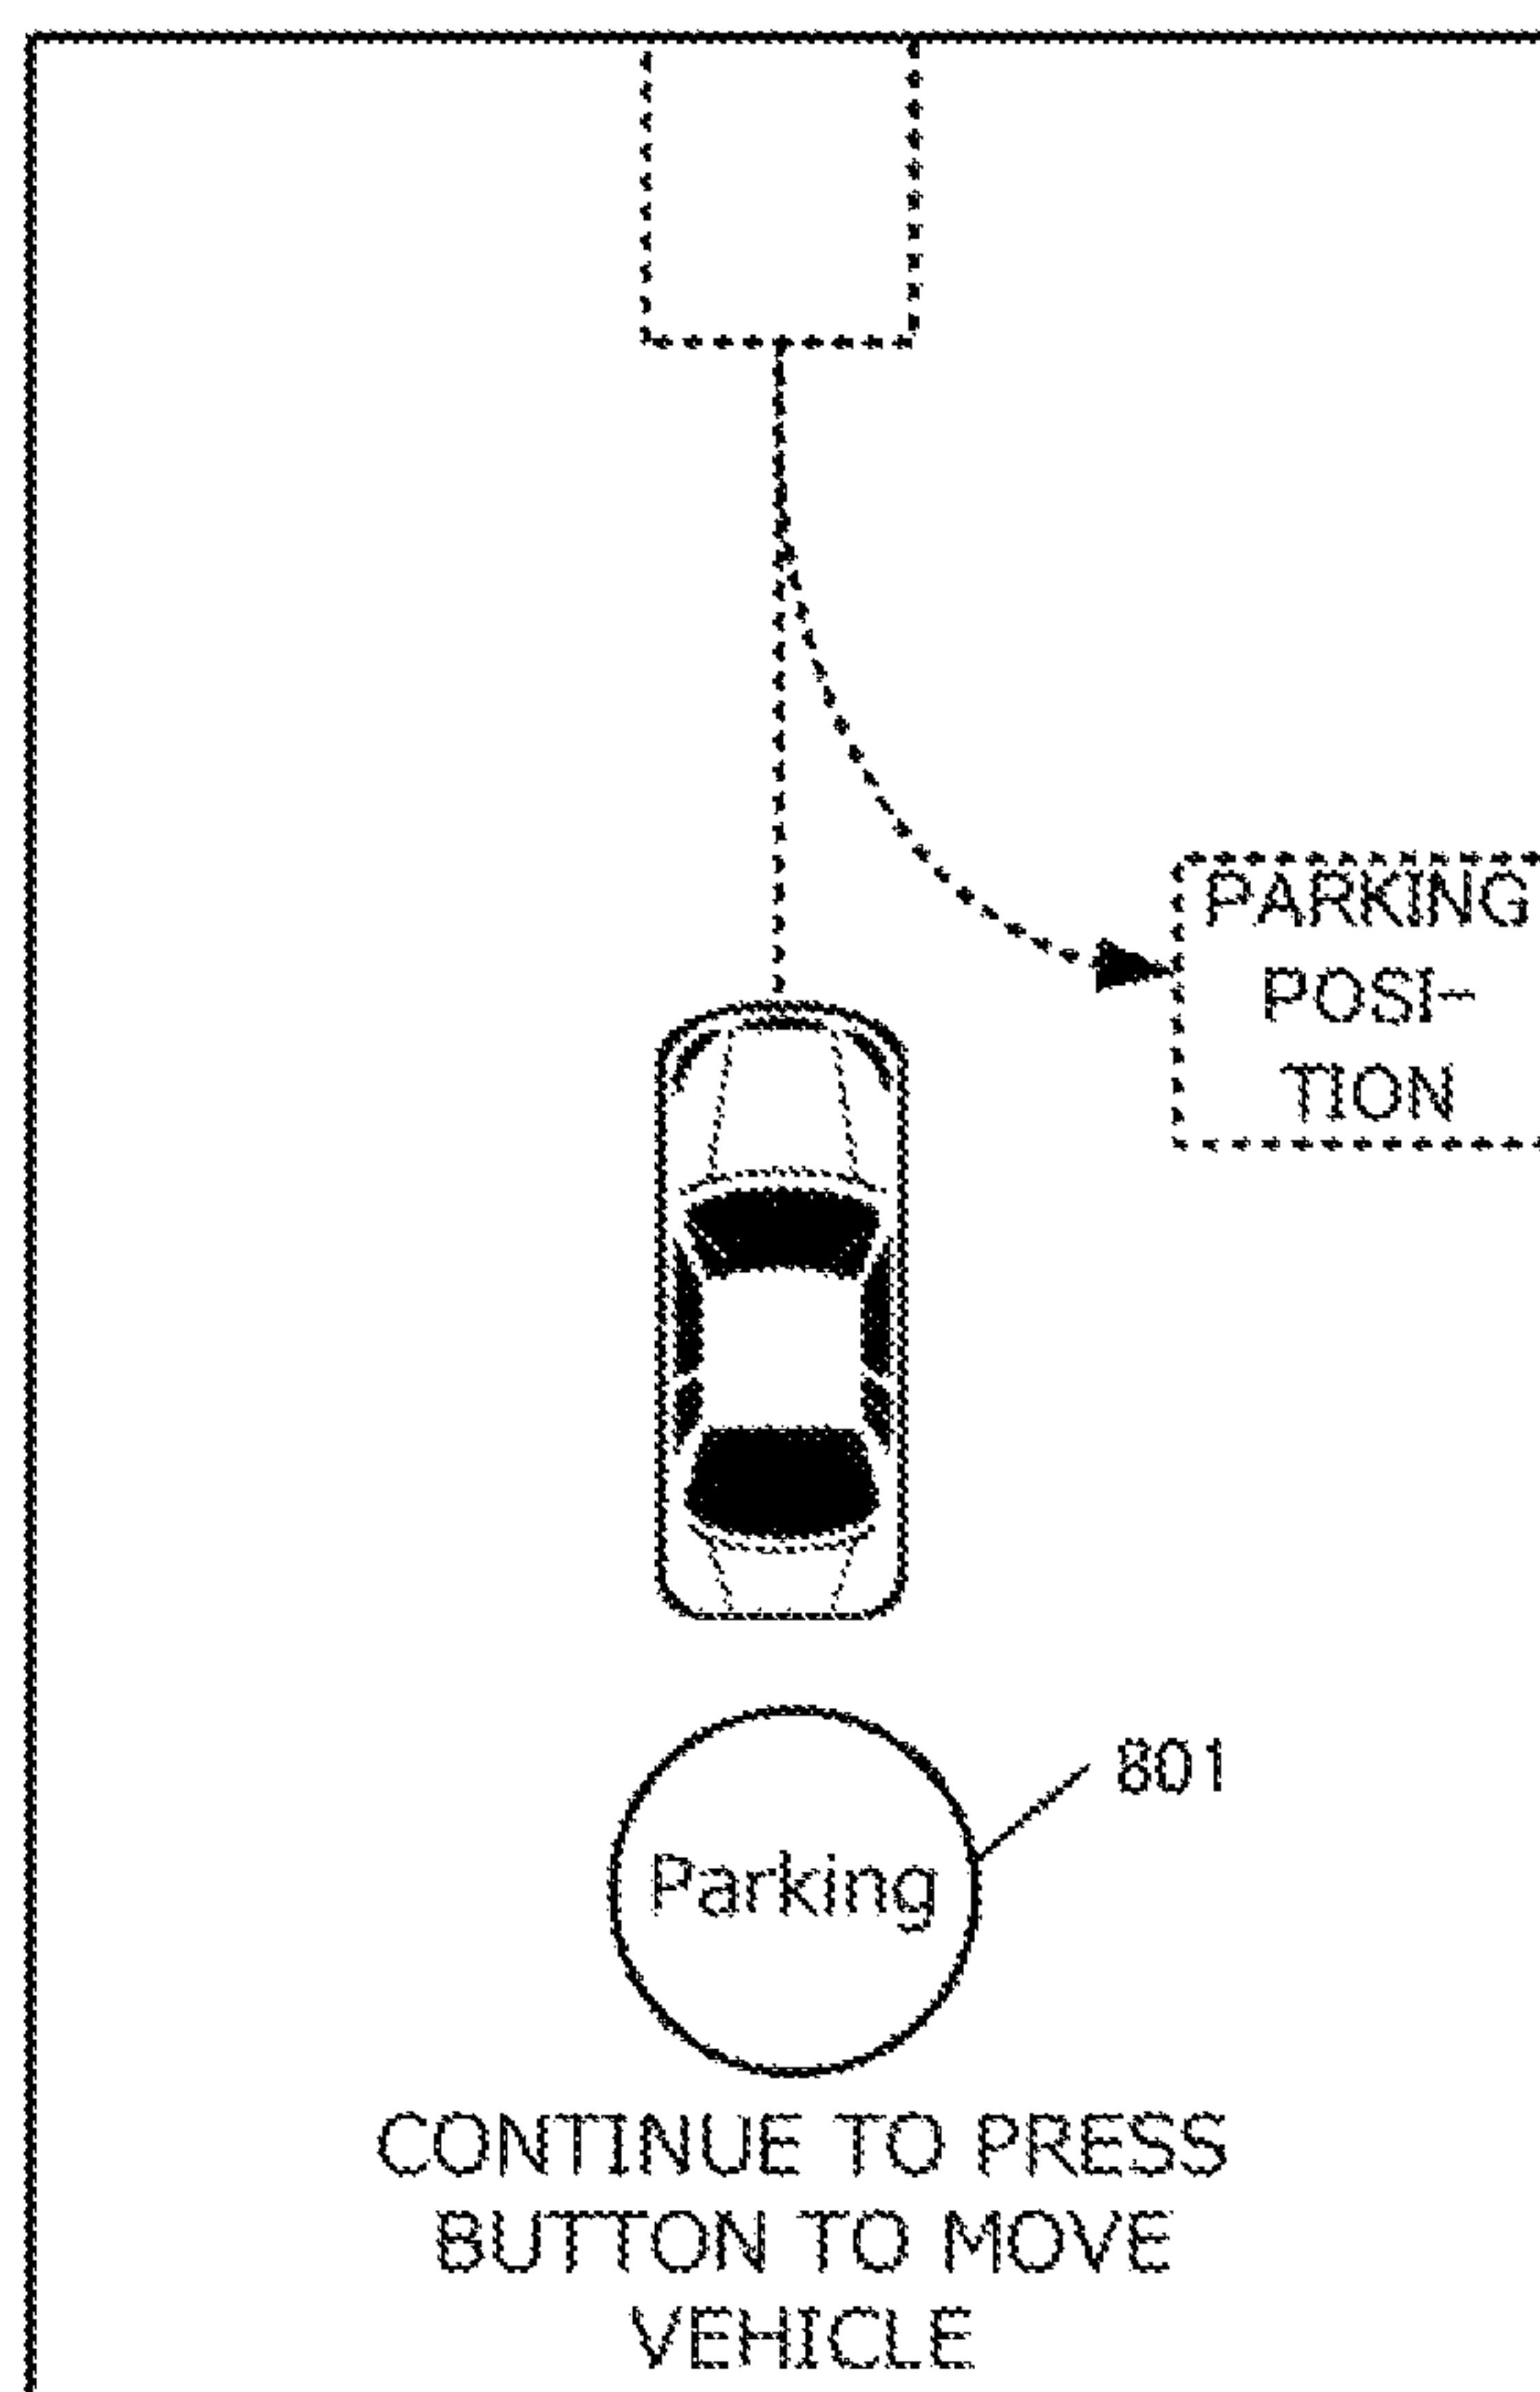 PARKING
POSI-
TION
801
Parking
CONTINUE TO PRESS
BUTTON TO MOVE
VEHICLE